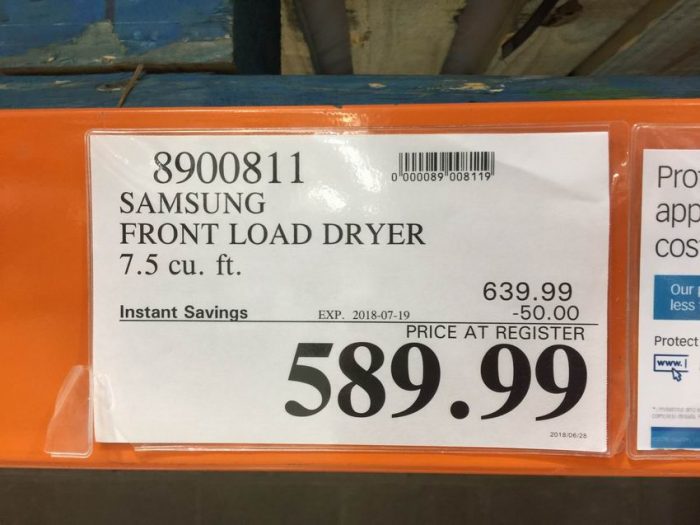 8900811
0"000089"008119"
SAMSUNG
FRONT LOAD DRYER
7.5 cu. ft.
639.99
Instant Savings EXP. 2018-07-19 -50.00
PRICE AT REGISTER
589.99
2018/06/28
Pro
app
cos
Our
less
Protect
www.